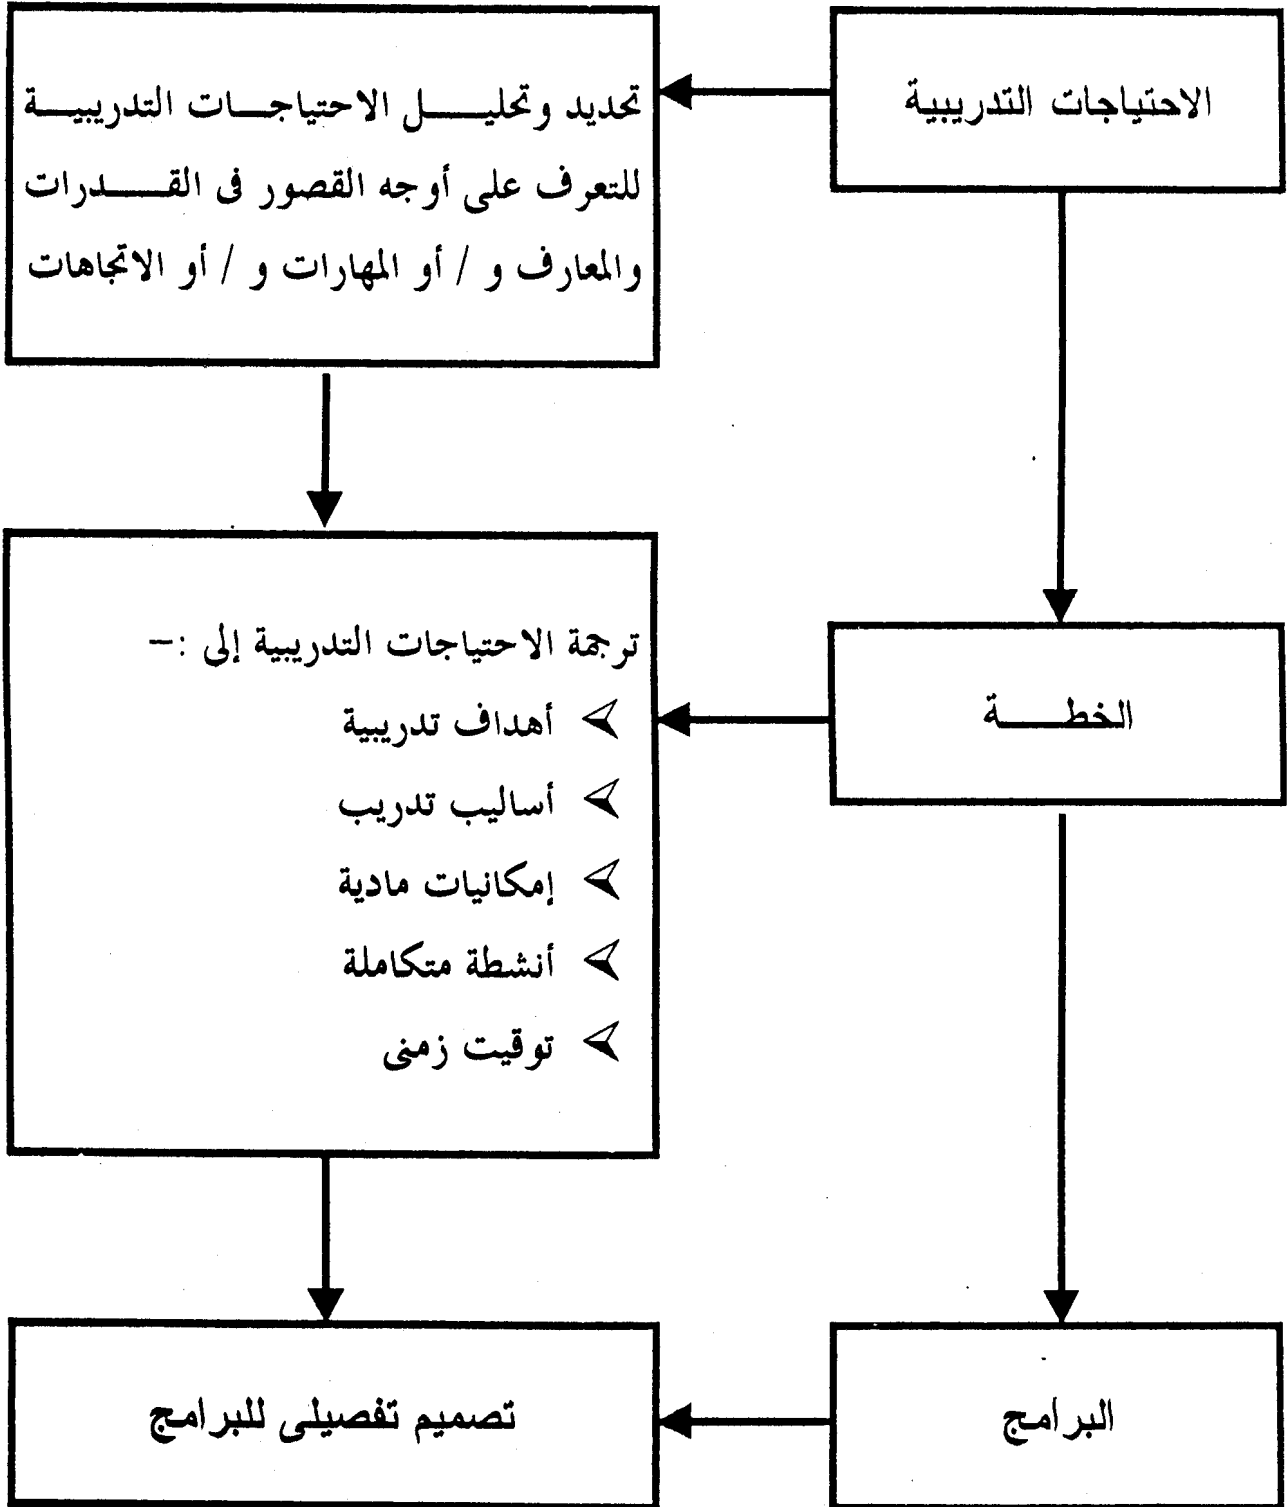 الاحتياجات التدريبية
تحديد وتحليل الاحتياجات التدريبية
للتعرف على أوجه القصور فى القدرات
والمعارف و / أو المهارات و / أو الاتجاهات
الخطة
ترجمة الاحتياجات التدريبية إلى :-
أهداف تدريبية
أساليب تدريب
إمكانيات مادية
أنشطة متكاملة
توقيت زمنى
البرامج
تصميم تفصيلى للبرامج